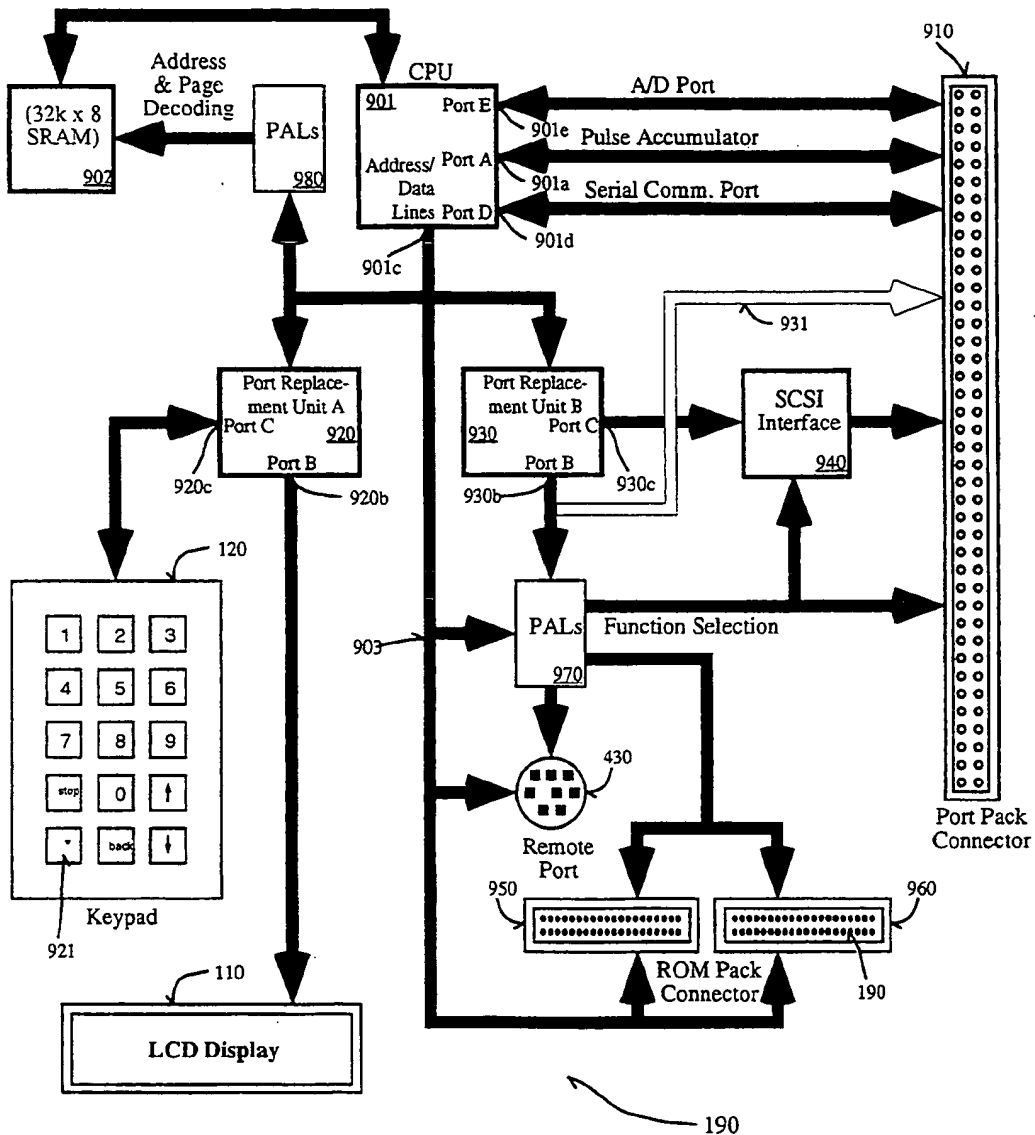 910
CPU
Address
& Page
Decoding
A/D Port
901
Port E
901e
(32k x 8
SRAM)
902
PALs
980
Pulse Accumulator
Address/
Data
Lines
Port A
901a
Serial Comm. Port
Port D
901d
901c
931
Port Replace-
ment Unit A
920
Port C
Port B
920c
920b
Port Replace-
ment Unit B
930
Port C
Port B
930b
930c
SCSI
Interface
940
120
1 2 3
4 5 6
7 8 9
stop 0 ↑
back ↓
Keypad
921
903
PALs
970
Function Selection
430
Remote
Port
Port Pack
Connector
950
960
ROM Pack
Connector
190
110
LCD Display
190